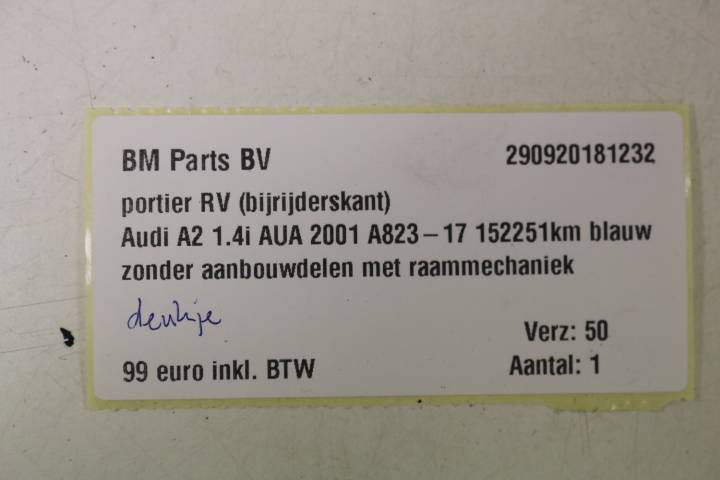 BM Parts BV 290920181232
portier RV (bijrijderskant)
Audi A2 1.4i AUA 2001 A823-17 152251km blauw
zonder aanbouwdelen met raammechaniek
deukje
Verz: 50
99 euro inkl. BTW Aantal: 1